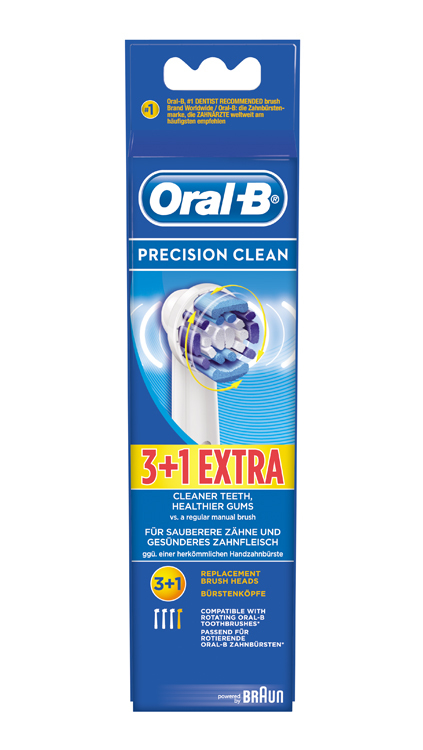 #1
Oral-B, #1 DENTIST RECOMMENDED brush
Brand Worldwide / Oral-B: die Zahnbürsten-
marke, die ZAHNÄRZTE weltweit am
häufigsten empfehlen
Oral-B®
PRECISION CLEAN
3+1 EXTRA
CLEANER TEETH,
HEALTHIER GUMS
vs. a regular manual brush
FÜR SAUBERERE ZÄHNE UND
GESÜNDERES ZAHNFLEISCH
ggü. einer herkömmlichen Handzahnbürste
3+1
REPLACEMENT
BRUSH HEADS
BÜRSTENKÖPFE
COMPATIBLE WITH
ROTATING ORAL-B
TOOTHBRUSHES*
PASSEND FÜR
ROTIERENDE
ORAL-B ZAHNBÜRSTEN*
powered by BRAUN